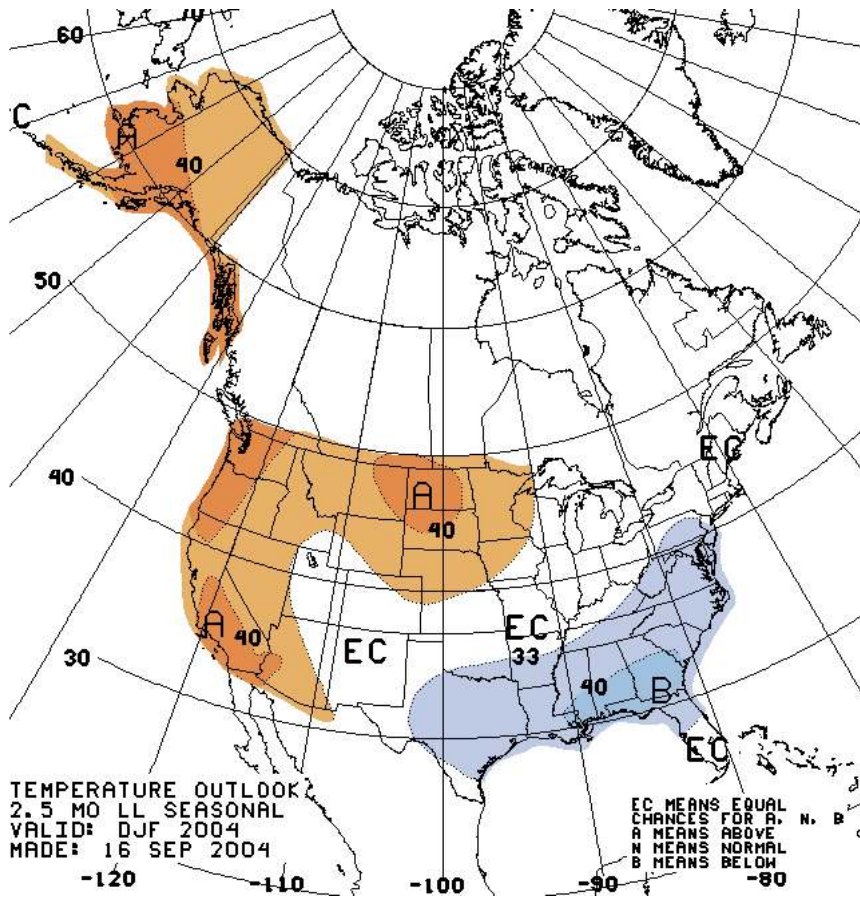 70
60
C
A
40
50
EC
40
A
40
A
40
EC
EC
33
30
40
B
EC
TEMPERATURE OUTLOOK
2.5 MO LL SEASONAL
VALID: DJF 2004
MADE: 16 SEP 2004
EC MEANS EQUAL
CHANCES FOR A, N, B
A MEANS ABOVE
N MEANS NORMAL
B MEANS BELOW
-120
-110
-100
-90
-80